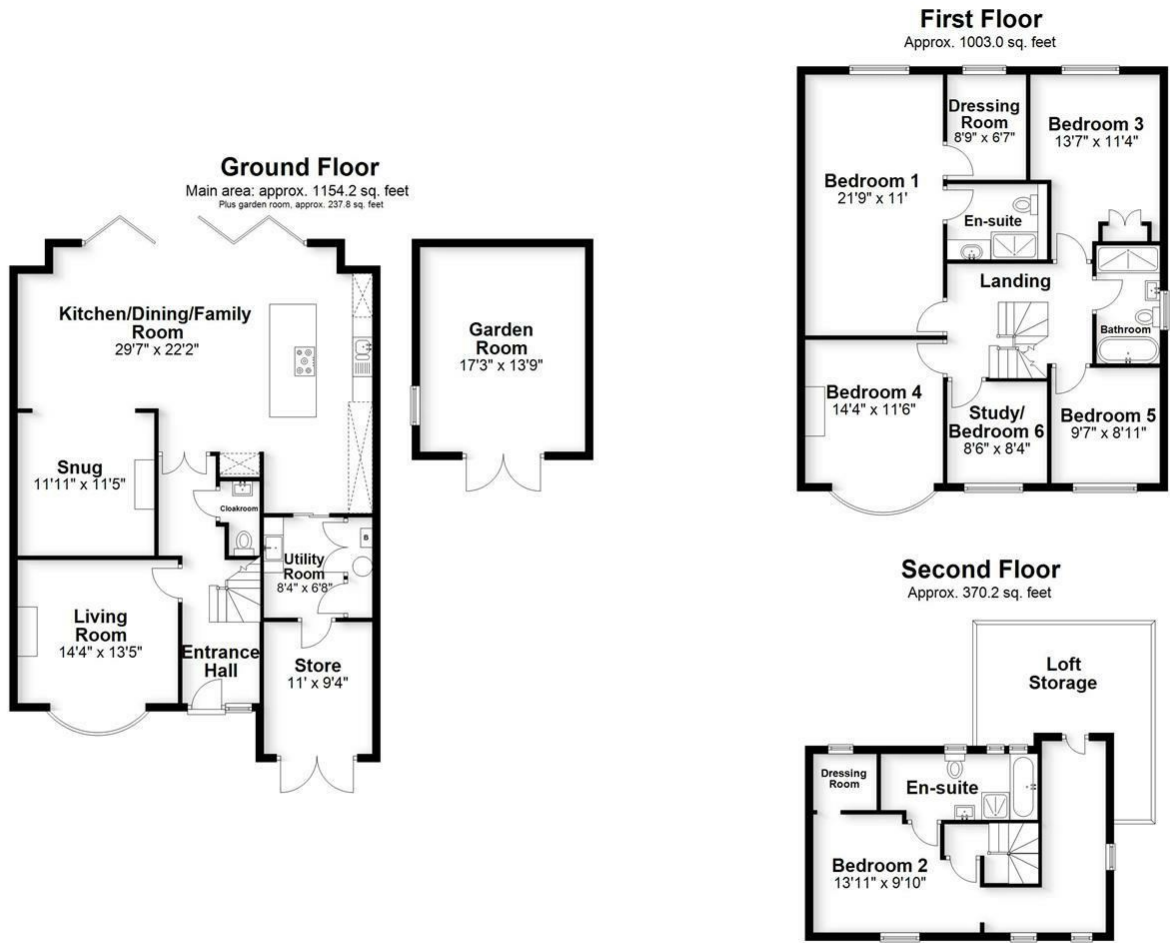 Ground Floor
Main area: approx. 1154.2 sq. feet
Plus garden room, approx. 237.8 sq. feet
Kitchen/Dining/Family
Room
29'7" x 22'2"
Snug
11'11" x 11'5"
Cloakroom
Utility
Room
8'4" x 6'8"
Living
Room
14'4" x 13'5"
Entrance
Hall
Store
11' x 9'4"
Garden
Room
17'3" x 13'9"
First Floor
Approx. 1003.0 sq. feet
Bedroom 1
21'9" x 11'
Dressing
Room
8'9" x 6'7"
Bedroom 3
13'7" x 11'4"
En-suite
Landing
Bathroom
Bedroom 4
14'4" x 11'6"
Study/
Bedroom 6
8'6" x 8'4"
Bedroom 5
9'7" x 8'11"
Second Floor
Approx. 370.2 sq. feet
Loft
Storage
Dressing
Room
En-suite
Bedroom 2
13'11" x 9'10"